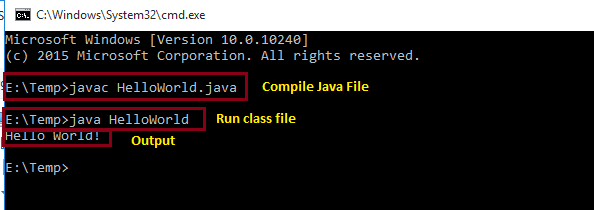 C:\Windows\System32\cmd.exe
Microsoft Windows [Version 10.0.10240]
(c) 2015 Microsoft Corporation. All rights reserved.
E:\Temp>javac HelloWorld.java Compile Java File
E:\Temp>java HelloWorld Run class file
Hello World! Output
E:\Temp>